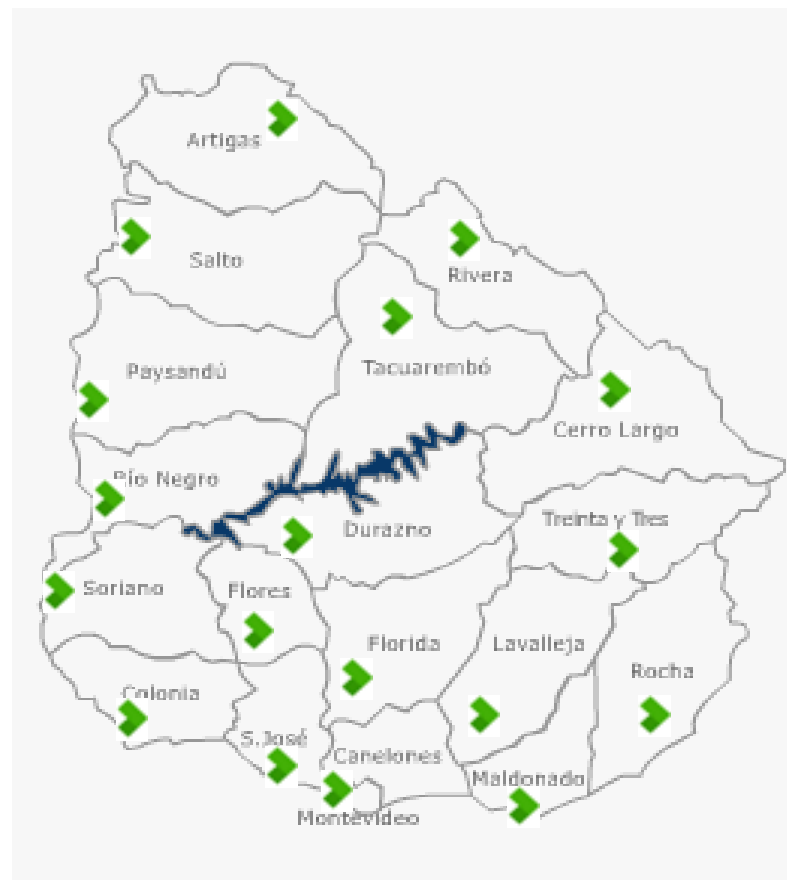 Artigas
Salto
Rivera
Paysandú
Tacuarembó
Cerro Largo
Río Negro
Durazno
Treinta y Tres
Soriano
Flores
Florida
Lavalleja
Rocha
Colonia
S.José
Canelones
Maldonado
Montevideo